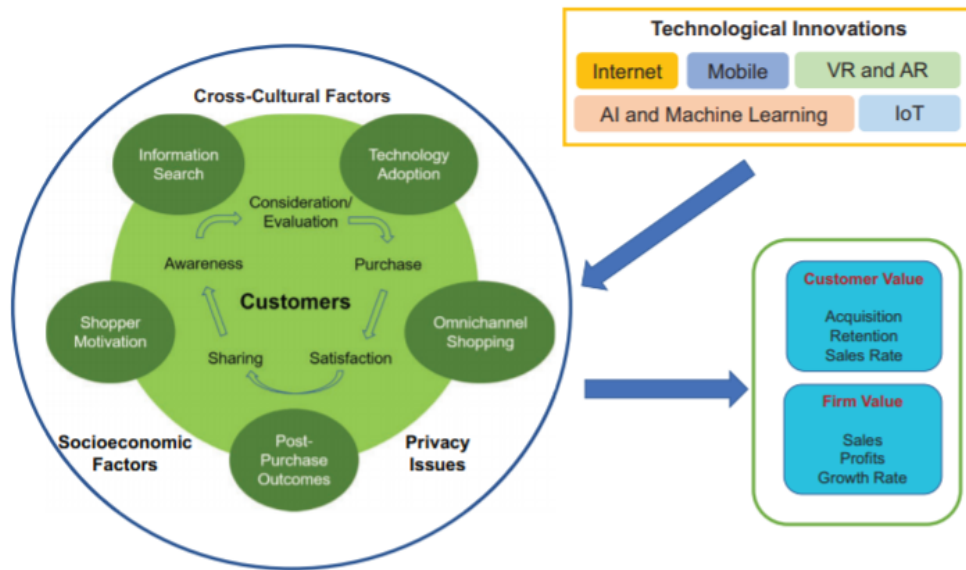 Technological Innovations
Internet
Mobile
VR and AR
AI and Machine Learning
IoT
Cross-Cultural Factors
Information
Search
Technology
Adoption
Consideration/
Evaluation
Awareness
Purchase
Customers
Shopper
Motivation
Omnichannel
Shopping
Sharing
Satisfaction
Socioeconomic
Factors
Post-
Purchase
Outcomes
Privacy
Issues
Customer Value
Acquisition
Retention
Sales Rate
Firm Value
Sales
Profits
Growth Rate